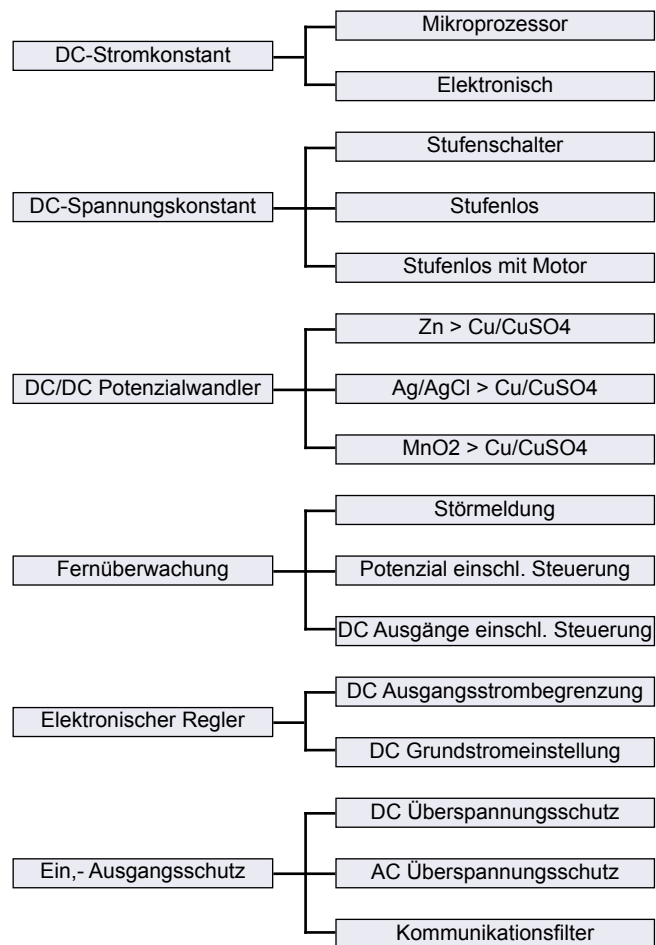 DC-Stromkonstant
Mikroprozessor
Elektronisch
DC-Spannungskonstant
Stufenschalter
Stufenlos
Stufenlos mit Motor
DC/DC Potenzialwandler
Zn > Cu/CuSO4
Ag/AgCl > Cu/CuSO4
MnO2 > Cu/CuSO4
Fernüberwachung
Störmeldung
Potenzial einschl. Steuerung
DC Ausgänge einschl. Steuerung
Elektronischer Regler
DC Ausgangsstrombegrenzung
DC Grundstromeinstellung
Ein,- Ausgangsschutz
DC Überspannungsschutz
AC Überspannungsschutz
Kommunikationsfilter